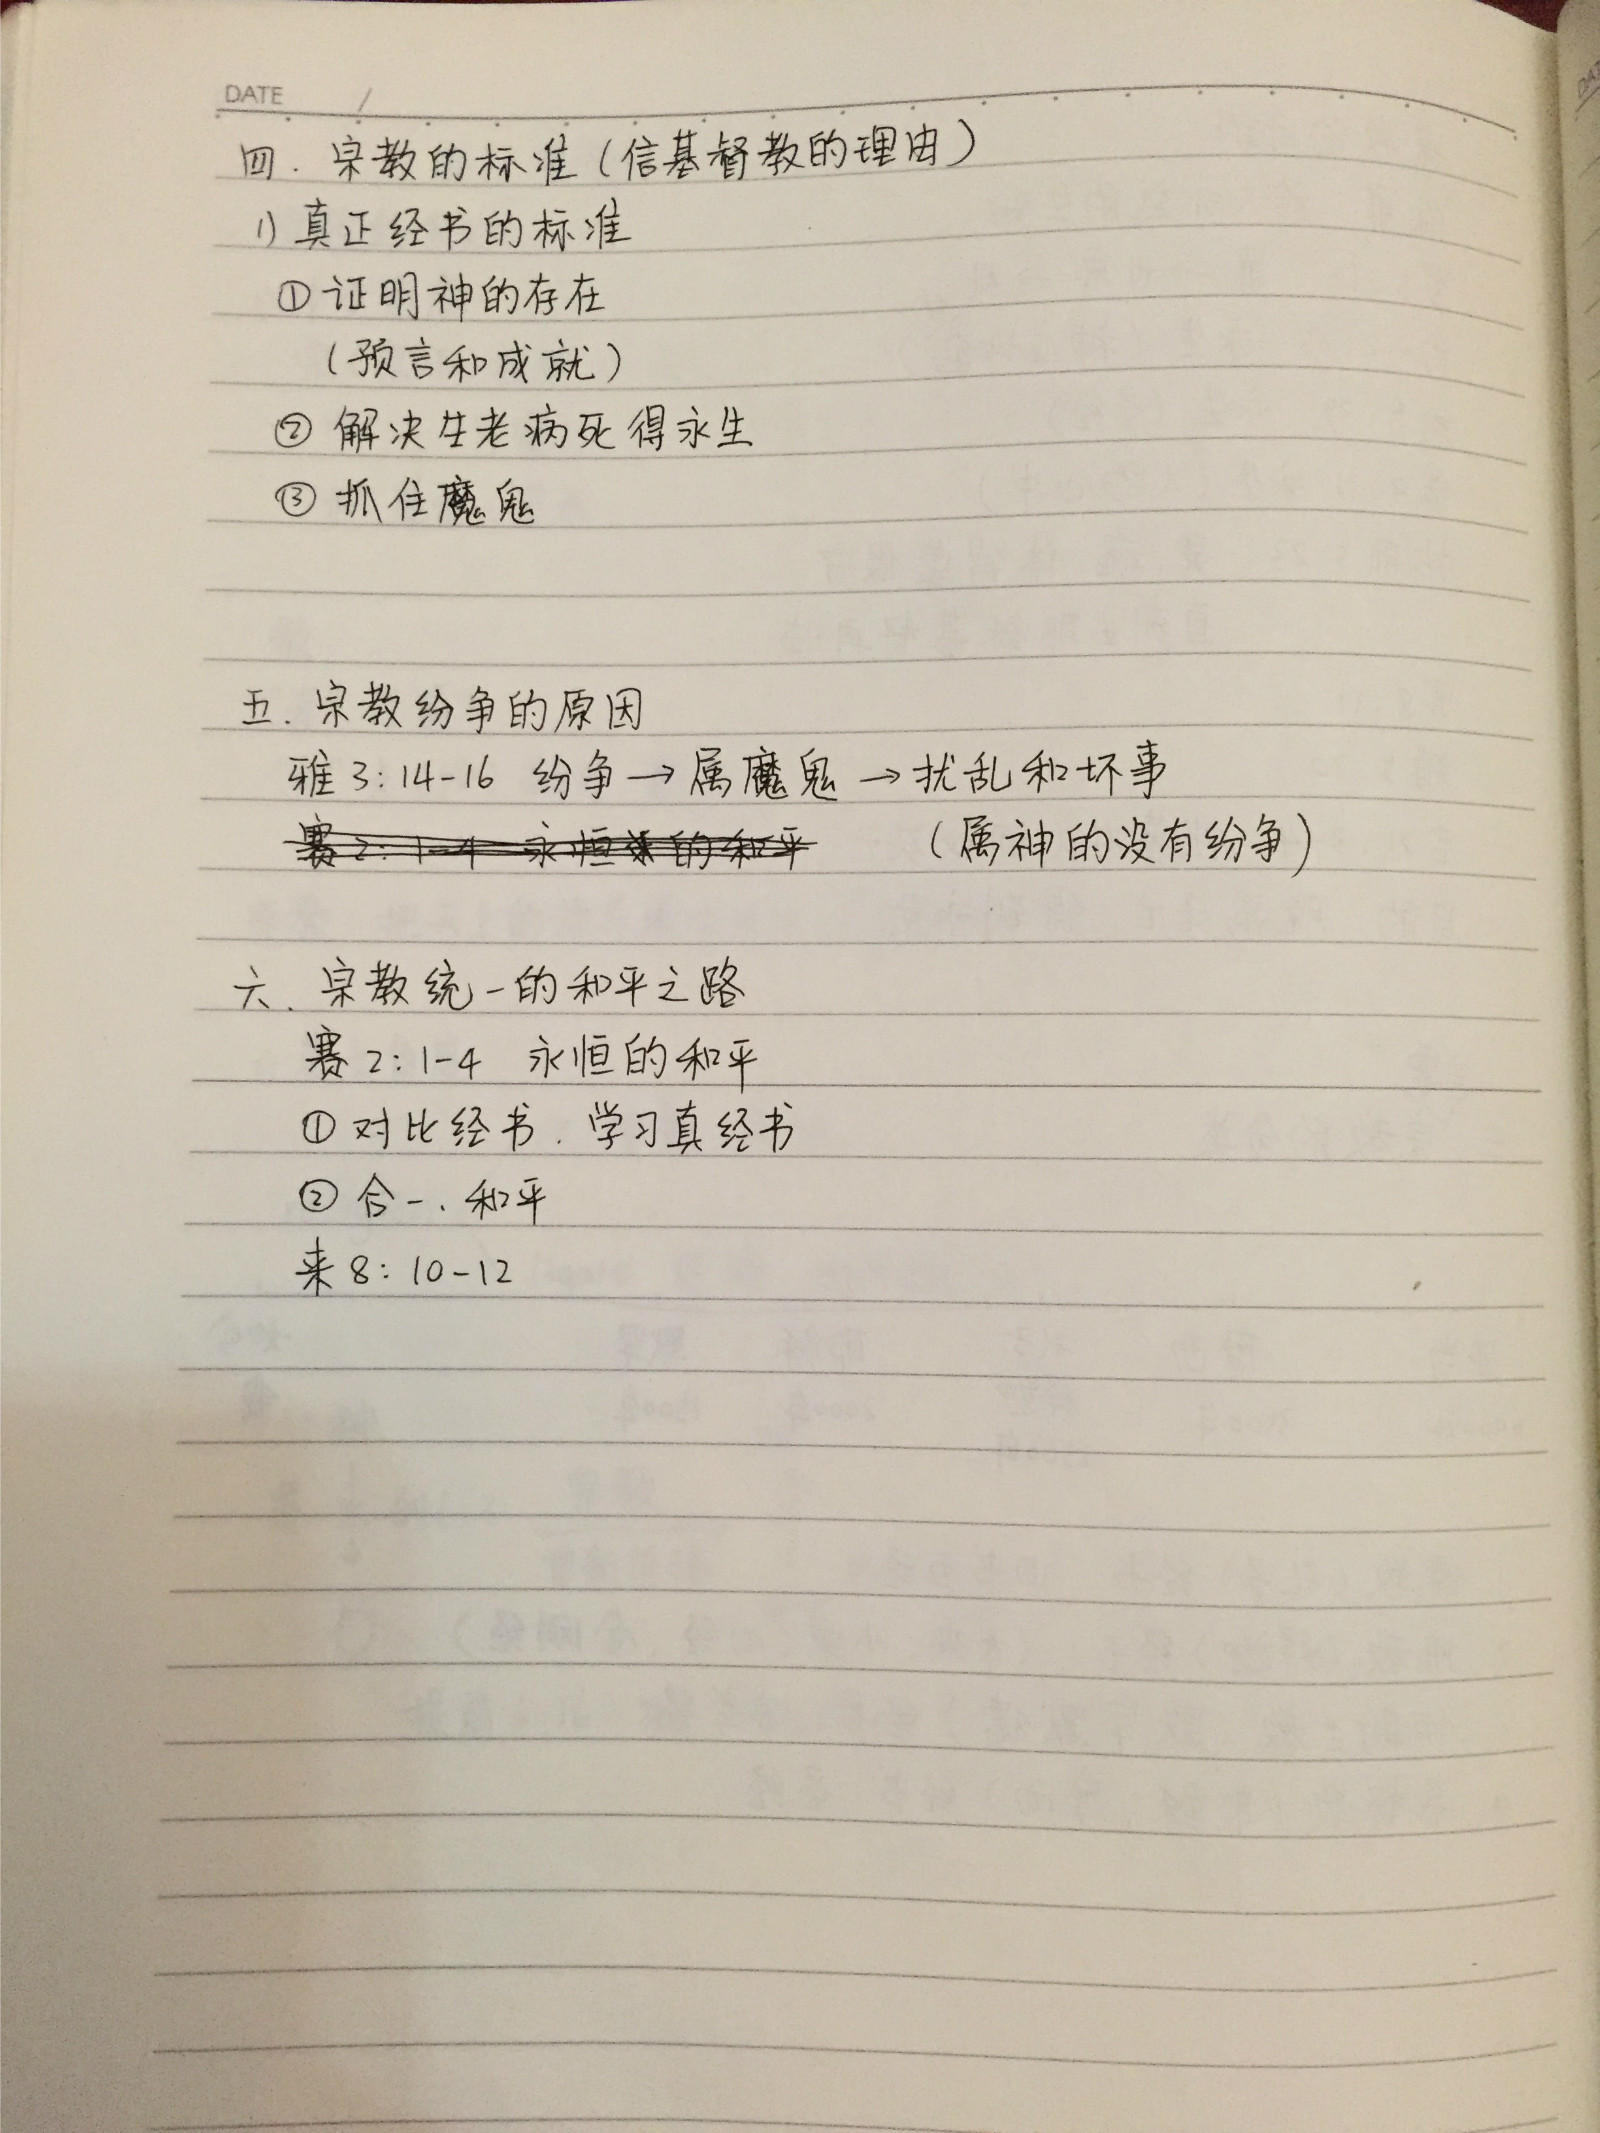 DATE /
四. 宗教的标准(信基督教的理由)
1) 真正经书的标准
① 证明神的存在
(预言和成就)
② 解决生老病死得永生
③ 抓住魔鬼
五. 宗教纷争的原因
雅3:14-16 纷争→属魔鬼→扰乱和坏事
赛2:1-4 永恒的和平 (属神的没有纷争)
六. 宗教统一的和平之路
赛2:1-4 永恒的和平
① 对比经书. 学习真经书
② 合一. 和平
来8:10-12